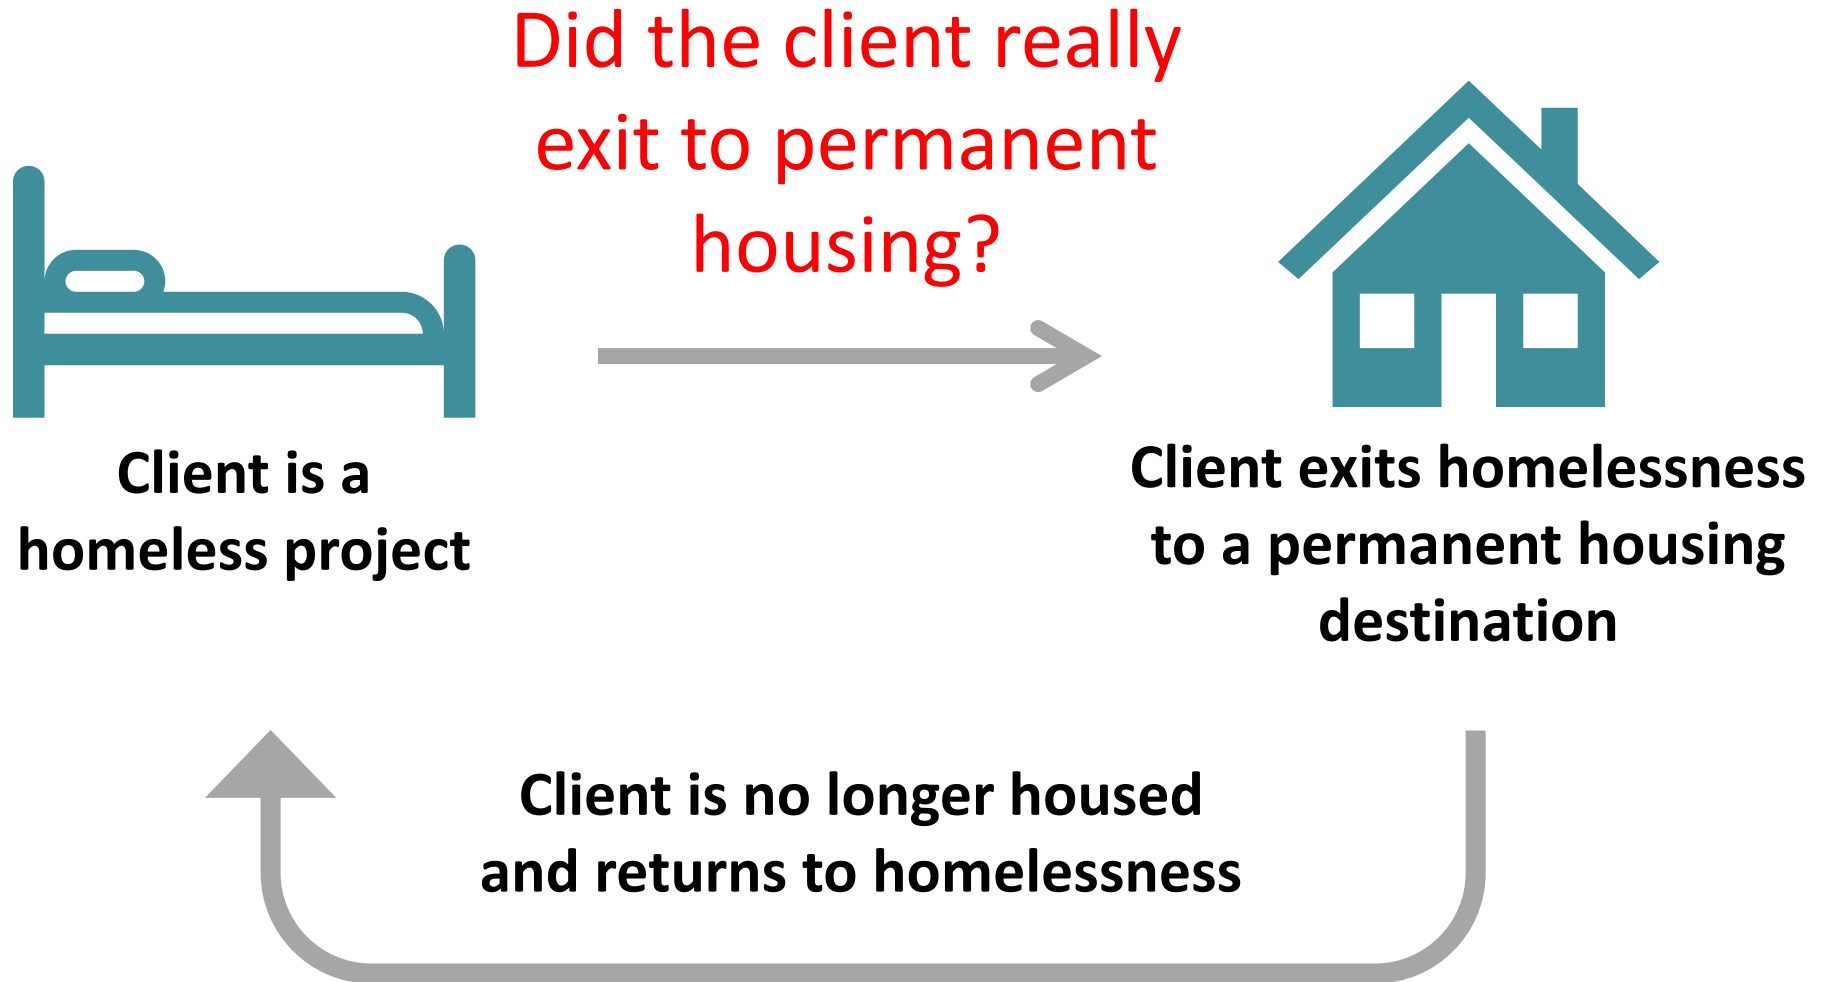 Did the client really
exit to permanent
housing?
Client is a
homeless project
Client exits homelessness
to a permanent housing
destination
Client is no longer housed
and returns to homelessness